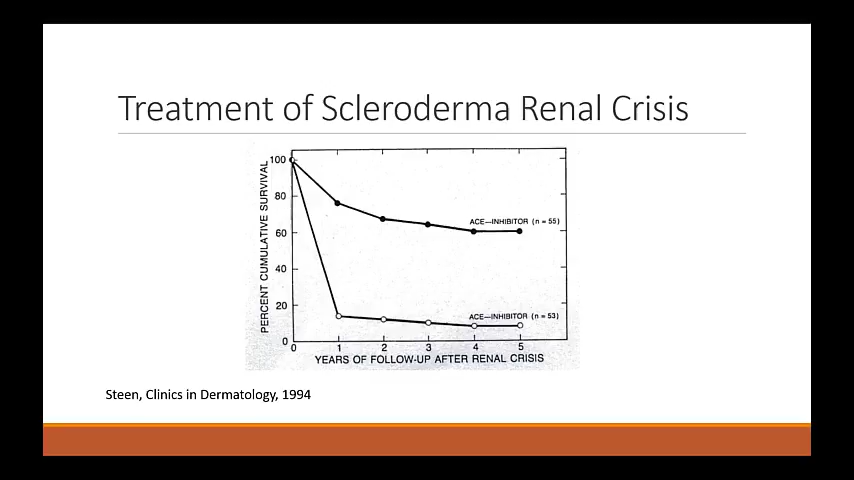 Treatment of Scleroderma Renal Crisis
PERCENT CUMULATIVE SURVIVAL
100
80
60
40
20
0
ACE—INHIBITOR (n = 55)
ACE—INHIBITOR (n = 53)
0 1 2 3 4 5
YEARS OF FOLLOW-UP AFTER RENAL CRISIS
Steen, Clinics in Dermatology, 1994